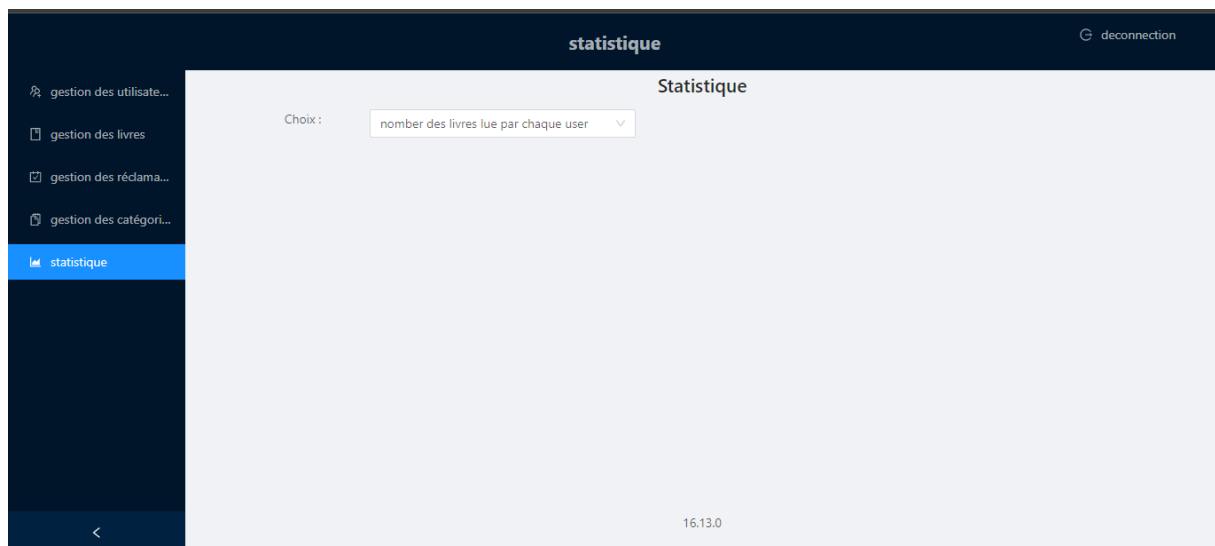 statistique
deconnection
gestion des utilisate...
gestion des livres
gestion des réclama...
gestion des catégori...
statistique
Statistique
Choix :
nomber des livres lue par chaque user
16.13.0